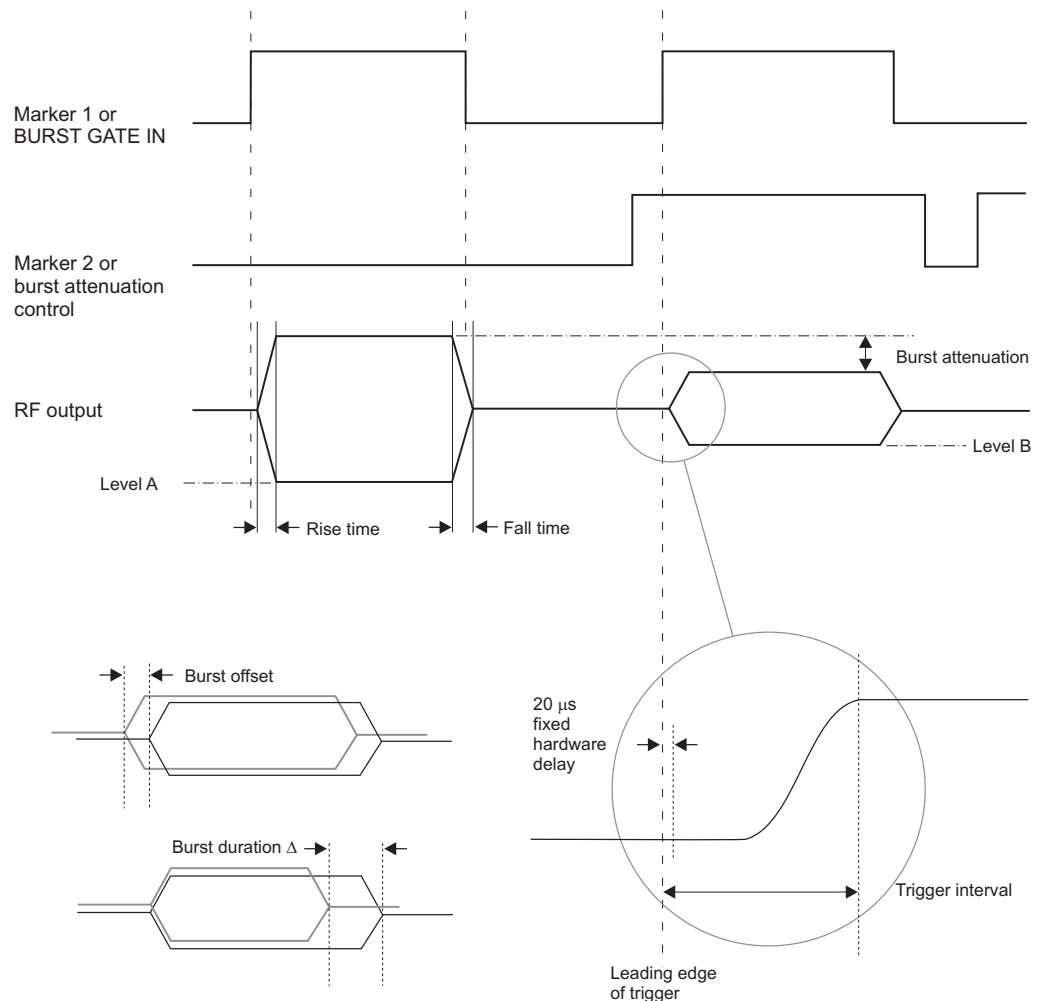 Marker 1 or
BURST GATE IN
Marker 2 or
burst attenuation
control
Burst attenuation
RF output
Level B
Level A
Rise time
Fall time
Burst offset
20 μs
fixed
hardware
delay
Burst duration Δ
Trigger interval
Leading edge
of trigger